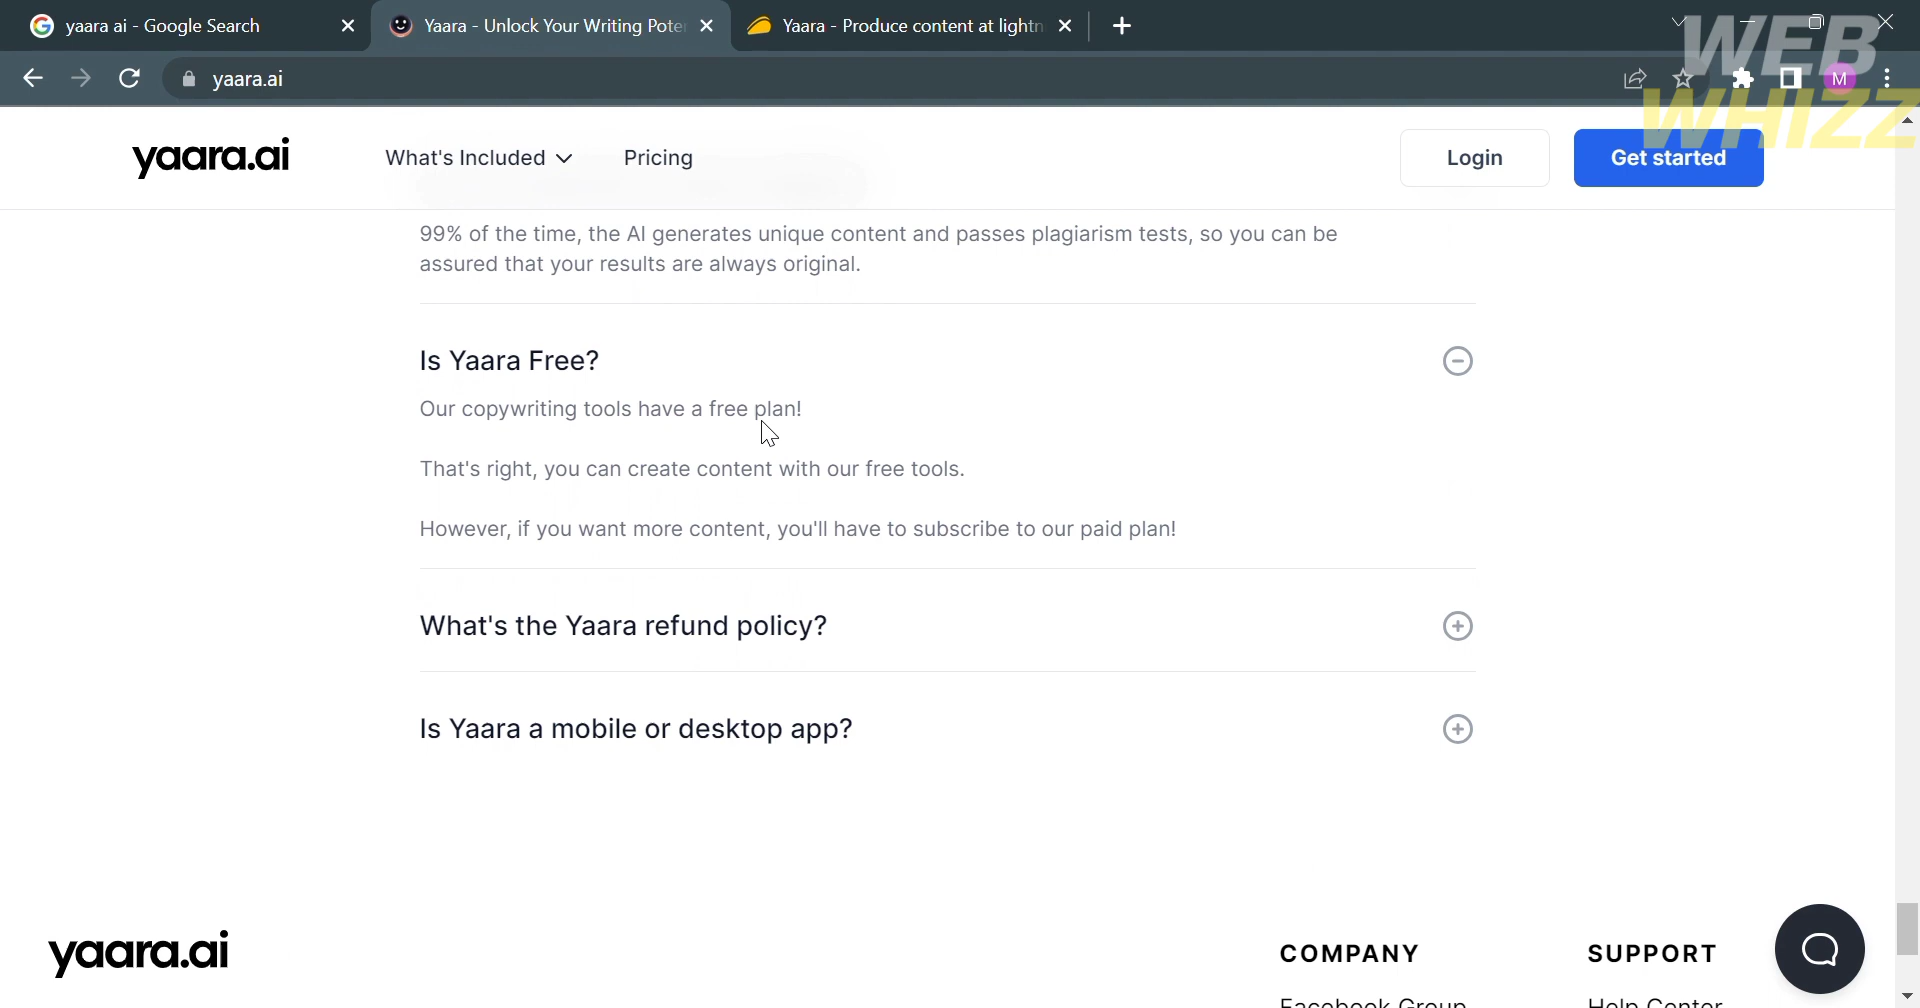 yaara ai - Google Search
Yaara - Unlock Your Writing Pote
Yaara - Produce content at lightn
yaara.ai
M
WEB
WHIZZ
yaara.ai
What's Included
Pricing
Login
Get started
99% of the time, the AI generates unique content and passes plagiarism tests, so you can be
assured that your results are always original.
Is Yaara Free?
Our copywriting tools have a free plan!
That's right, you can create content with our free tools.
However, if you want more content, you'll have to subscribe to our paid plan!
What's the Yaara refund policy?
Is Yaara a mobile or desktop app?
yaara.ai
COMPANY
SUPPORT
Facebook Group
Help Center